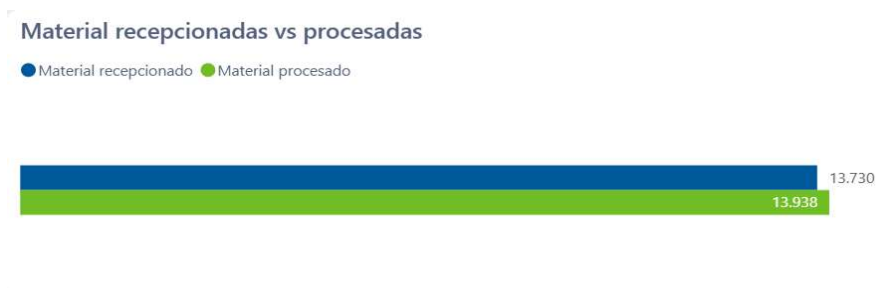 Material recepcionadas vs procesadas
Material recepcionado Material procesado
13.730
13.938